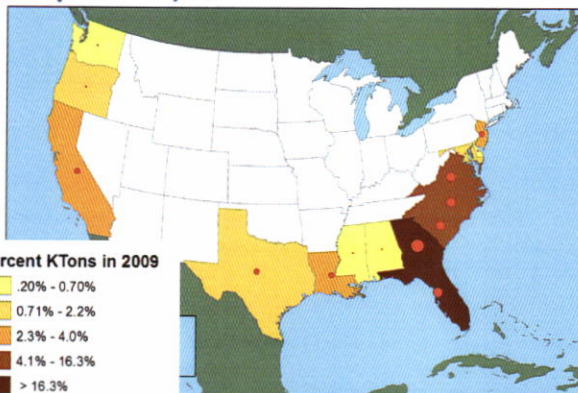 rcent KTons in 2009
.20% - 0.70%
0.71% - 2.2%
2.3% - 4.0%
4.1% - 16.3%
> 16.3%